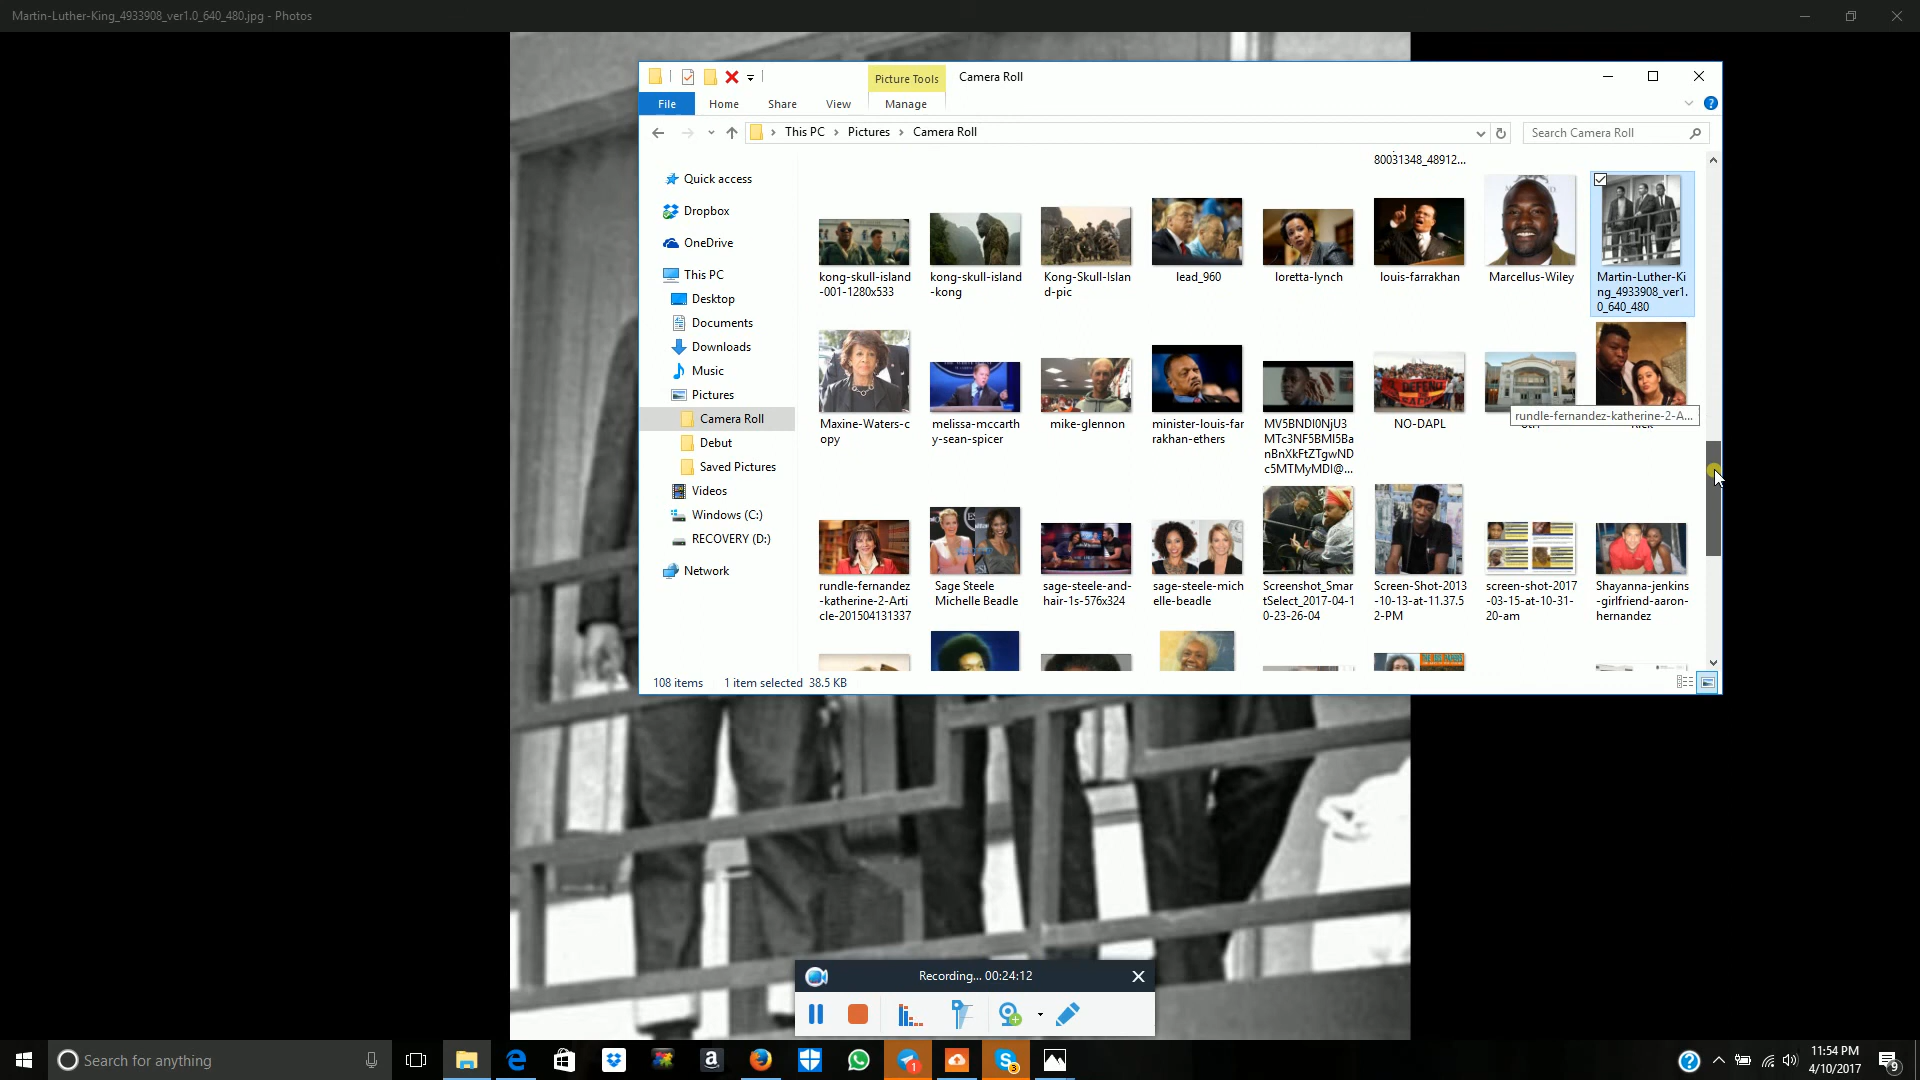 Martin-Luther-King_4933908_ver1.0_640_480.jpg - Photos
Picture Tools
Camera Roll
File
Home
Share
View
Manage
This PC
Pictures
Camera Roll
Search Camera Roll
Quick access
Dropbox
OneDrive
This PC
Desktop
Documents
Downloads
Music
Pictures
Camera Roll
Debut
Saved Pictures
Videos
Windows (C:)
RECOVERY (D:)
Network
80031348_48912...
kong-skull-island
-001-1280x533
kong-skull-island
-kong
Kong-Skull-Islan
d-pic
lead_960
loretta-lynch
louis-farrakhan
Marcellus-Wiley
Martin-Luther-Ki
ng_4933908_ver1.
0_640_480
Maxine-Waters-c
opy
melissa-mccarth
y-sean-spicer
mike-glennon
minister-louis-far
rakhan-ethers
MV5BNDI0NjU3
MTc3NF5BMl5Ba
nBnXkFtZTgwND
c5MTMyMDI@...
NO-DAPL
rundle-fernandez-katherine-2-A...
rundle-fernandez
-katherine-2-Arti
cle-201504131337
Sage Steele
Michelle Beadle
sage-steele-and-
hair-1s-576x324
sage-steele-mich
elle-beadle
Screenshot_Smar
tSelect_2017-04-1
0-23-26-04
Screen-Shot-2013
-10-13-at-11.37.5
2-PM
screen-shot-2017
-03-15-at-10-31-
20-am
Shayanna-jenkins
-girlfriend-aaron-
hernandez
108 items
1 item selected 38.5 KB
Recording... 00:24:12
Search for anything
11:54 PM
4/10/2017